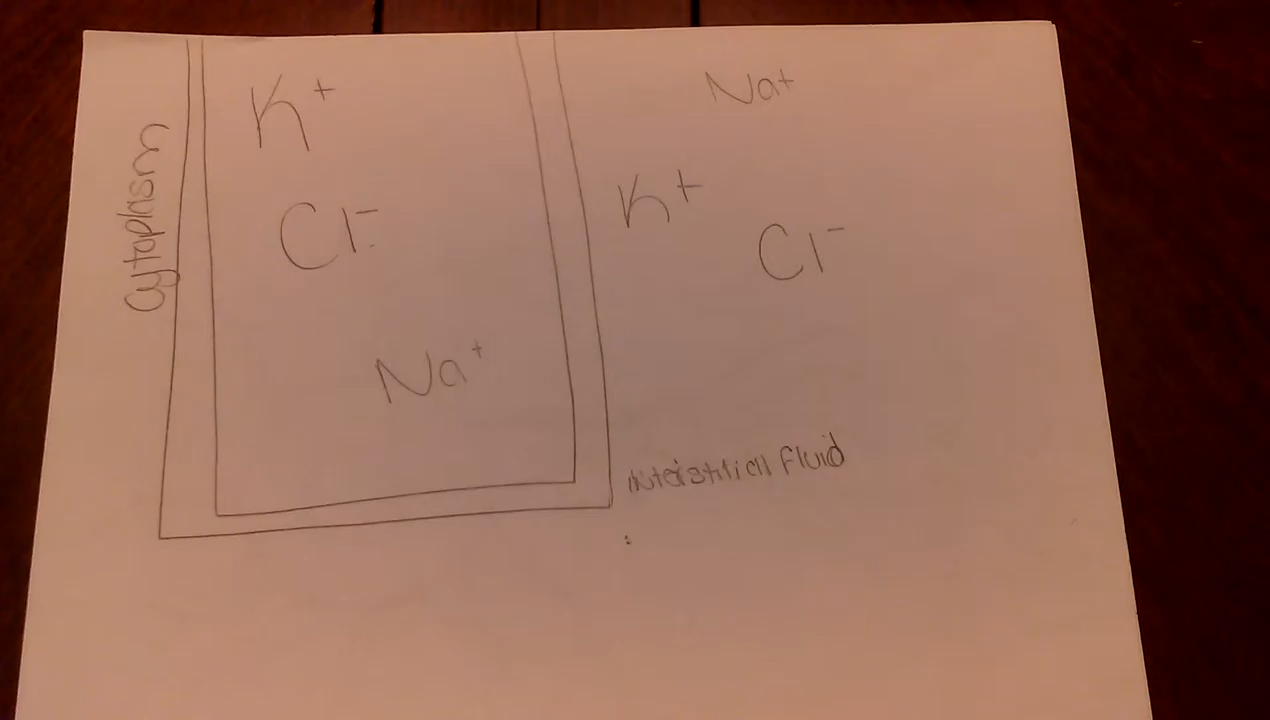 Cytoplasm
K+
Cl-
Na+
Na+
K+
Cl-
interstitial fluid